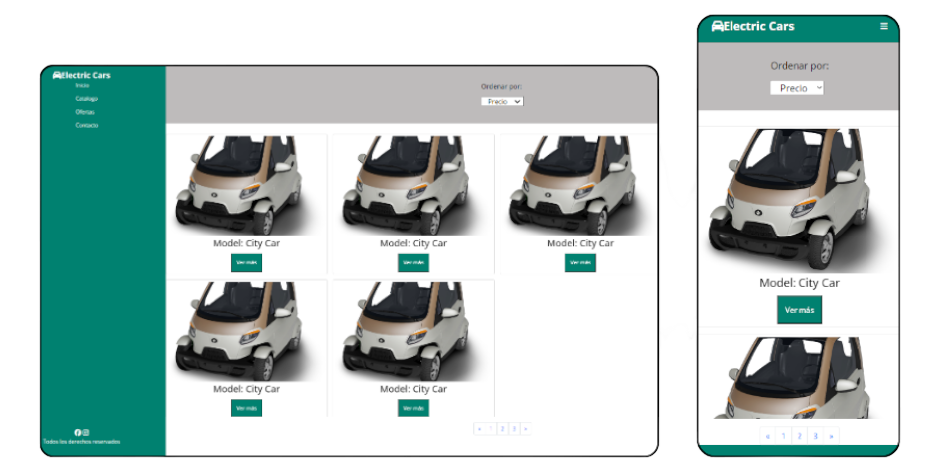 Electric Cars
Inicio
Catalogo
Ofertas
Contacto
Todos los derechos reservados
Ordenar por:
Precio
Model: City Car
Model: City Car
Model: City Car
Ver más
Ver más
Ver más
Model: City Car
Model: City Car
Ver más
Ver más
« 1 2 3 »
Electric Cars
Ordenar por:
Precio
Model: City Car
Ver más
« 1 2 3 »